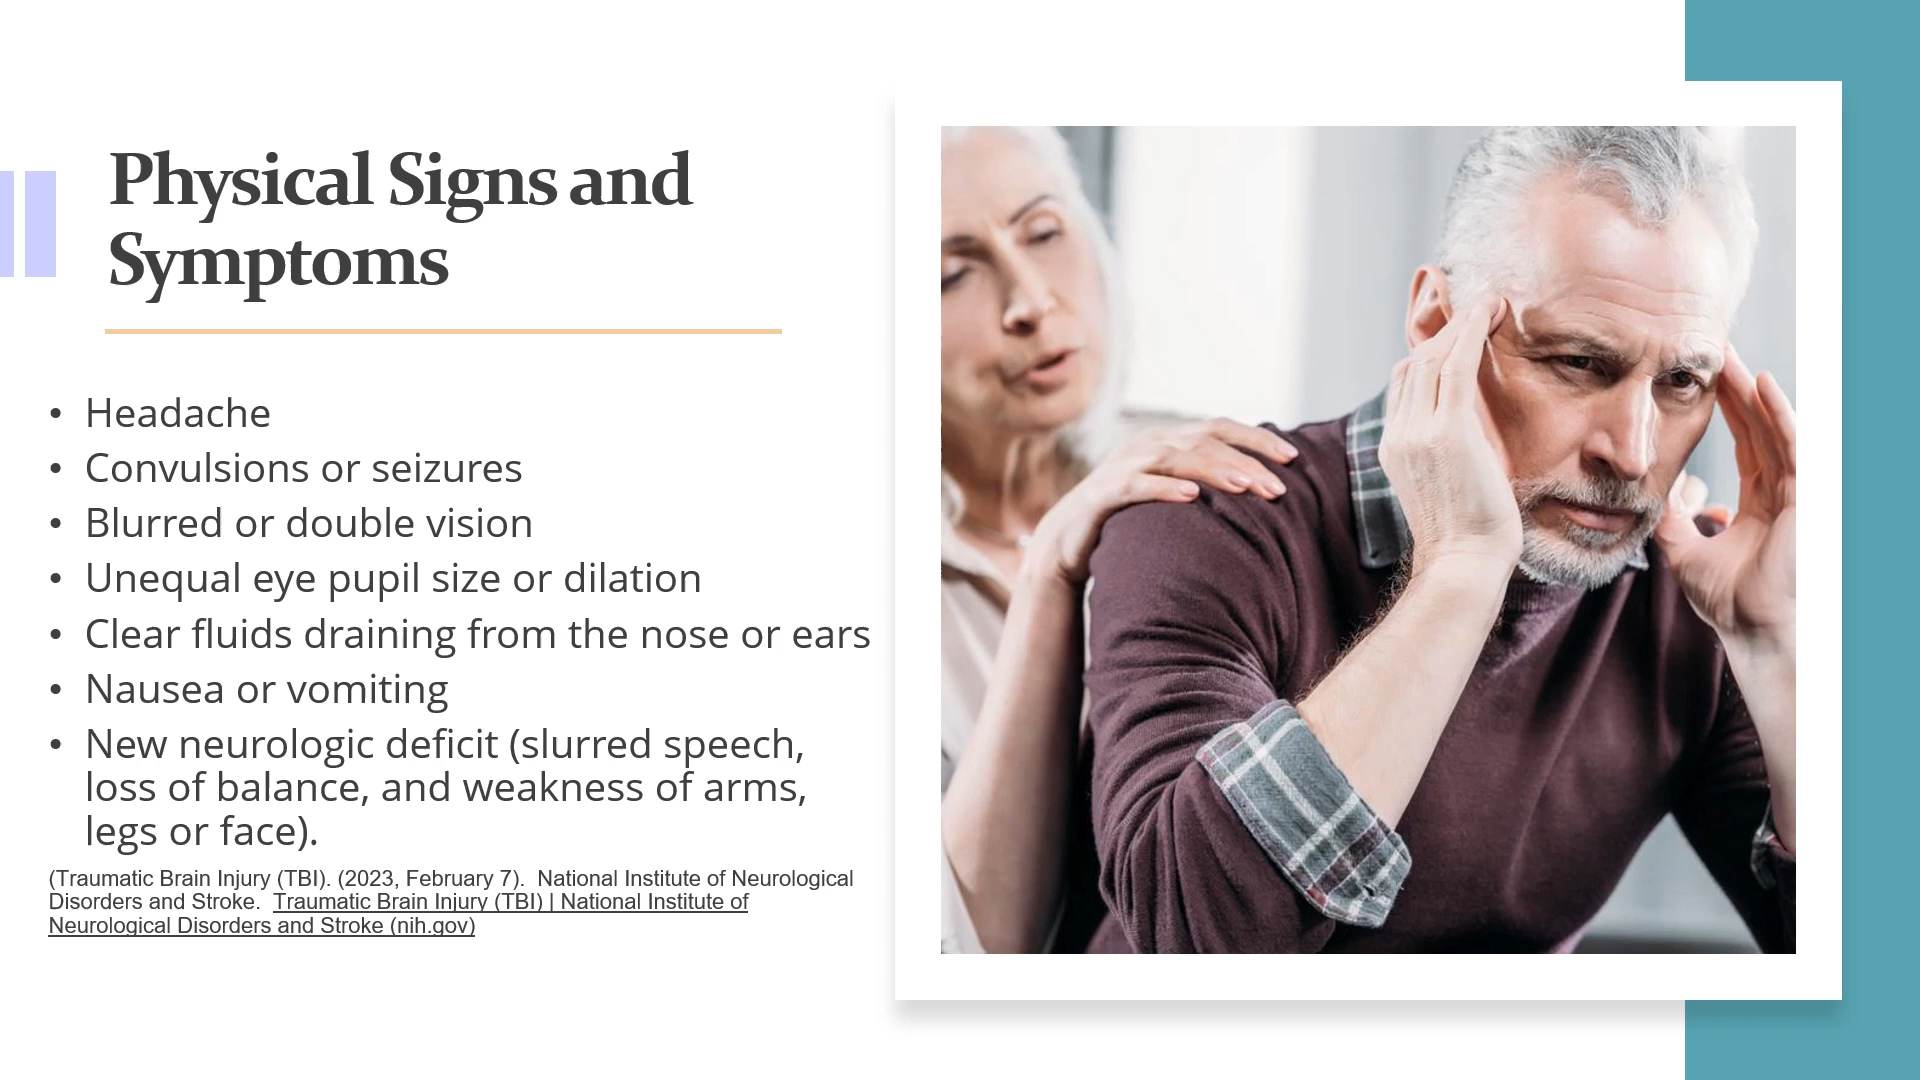 Physical Signs and
Symptoms
• Headache
• Convulsions or seizures
• Blurred or double vision
• Unequal eye pupil size or dilation
• Clear fluids draining from the nose or ears
• Nausea or vomiting
• New neurologic deficit (slurred speech,
loss of balance, and weakness of arms,
legs or face).
(Traumatic Brain Injury (TBI). (2023, February 7).  National Institute of Neurological
Disorders and Stroke.  Traumatic Brain Injury (TBI) | National Institute of
Neurological Disorders and Stroke (nih.gov)